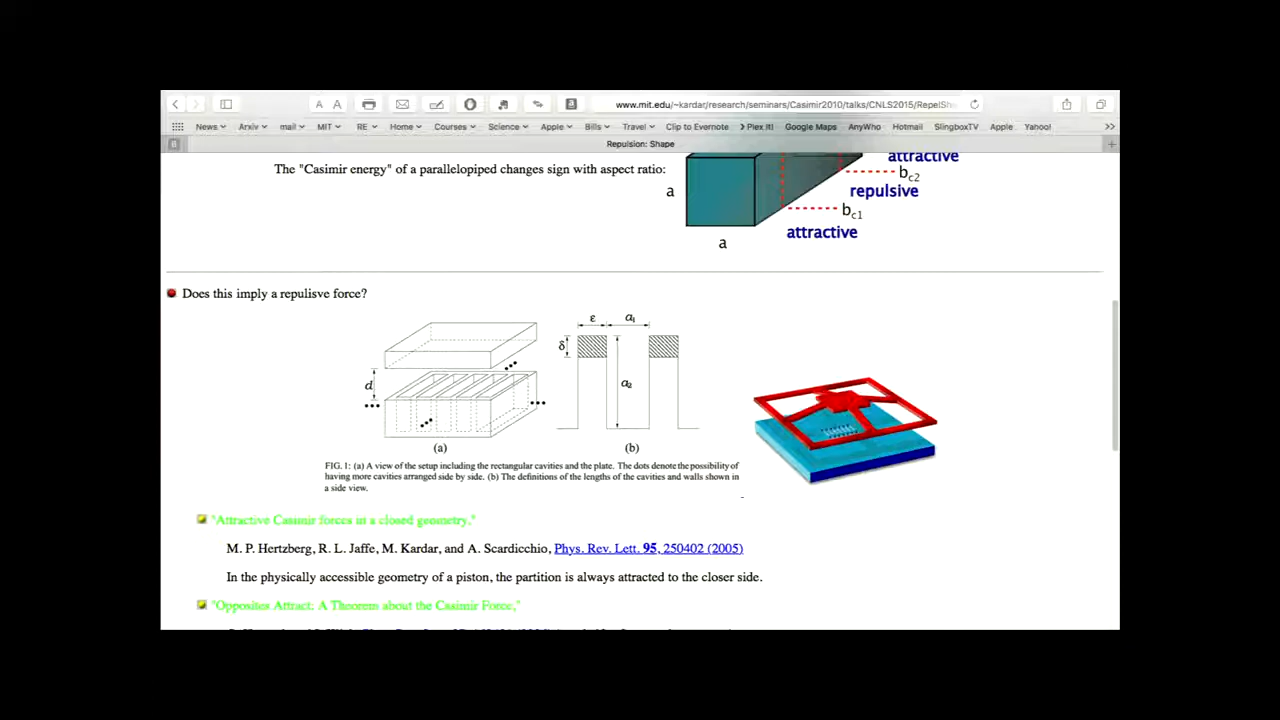 A A
www.mit.edu/~kardar/research/seminars/Casimir2010/talks/CNLS2015/RepelSha
News Arxiv mail MIT RE Home Courses Science Apple Bills Travel Clip to Evernote > Plex It! Google Maps AnyWho Hotmail SlingboxTV Apple Yahoo! >>
Repulsion: Shape
attractive
The "Casimir energy" of a parallelopiped changes sign with aspect ratio:
bc2
a
repulsive
bc1
attractive
a
Does this imply a repulisve force?
ε a1
δ
d
a2
(a) (b)
FIG. 1: (a) A view of the setup including the rectangular cavities and the plate. The dots denote the possibility of
having more cavities arranged side by side. (b) The definitions of the lengths of the cavities and walls shown in
a side view.
"Attractive Casimir forces in a closed geometry,"
M. P. Hertzberg, R. L. Jaffe, M. Kardar, and A. Scardicchio, Phys. Rev. Lett. 95, 250402 (2005)
In the physically accessible geometry of a piston, the partition is always attracted to the closer side.
"Opposites Attract: A Theorem about the Casimir Force,"